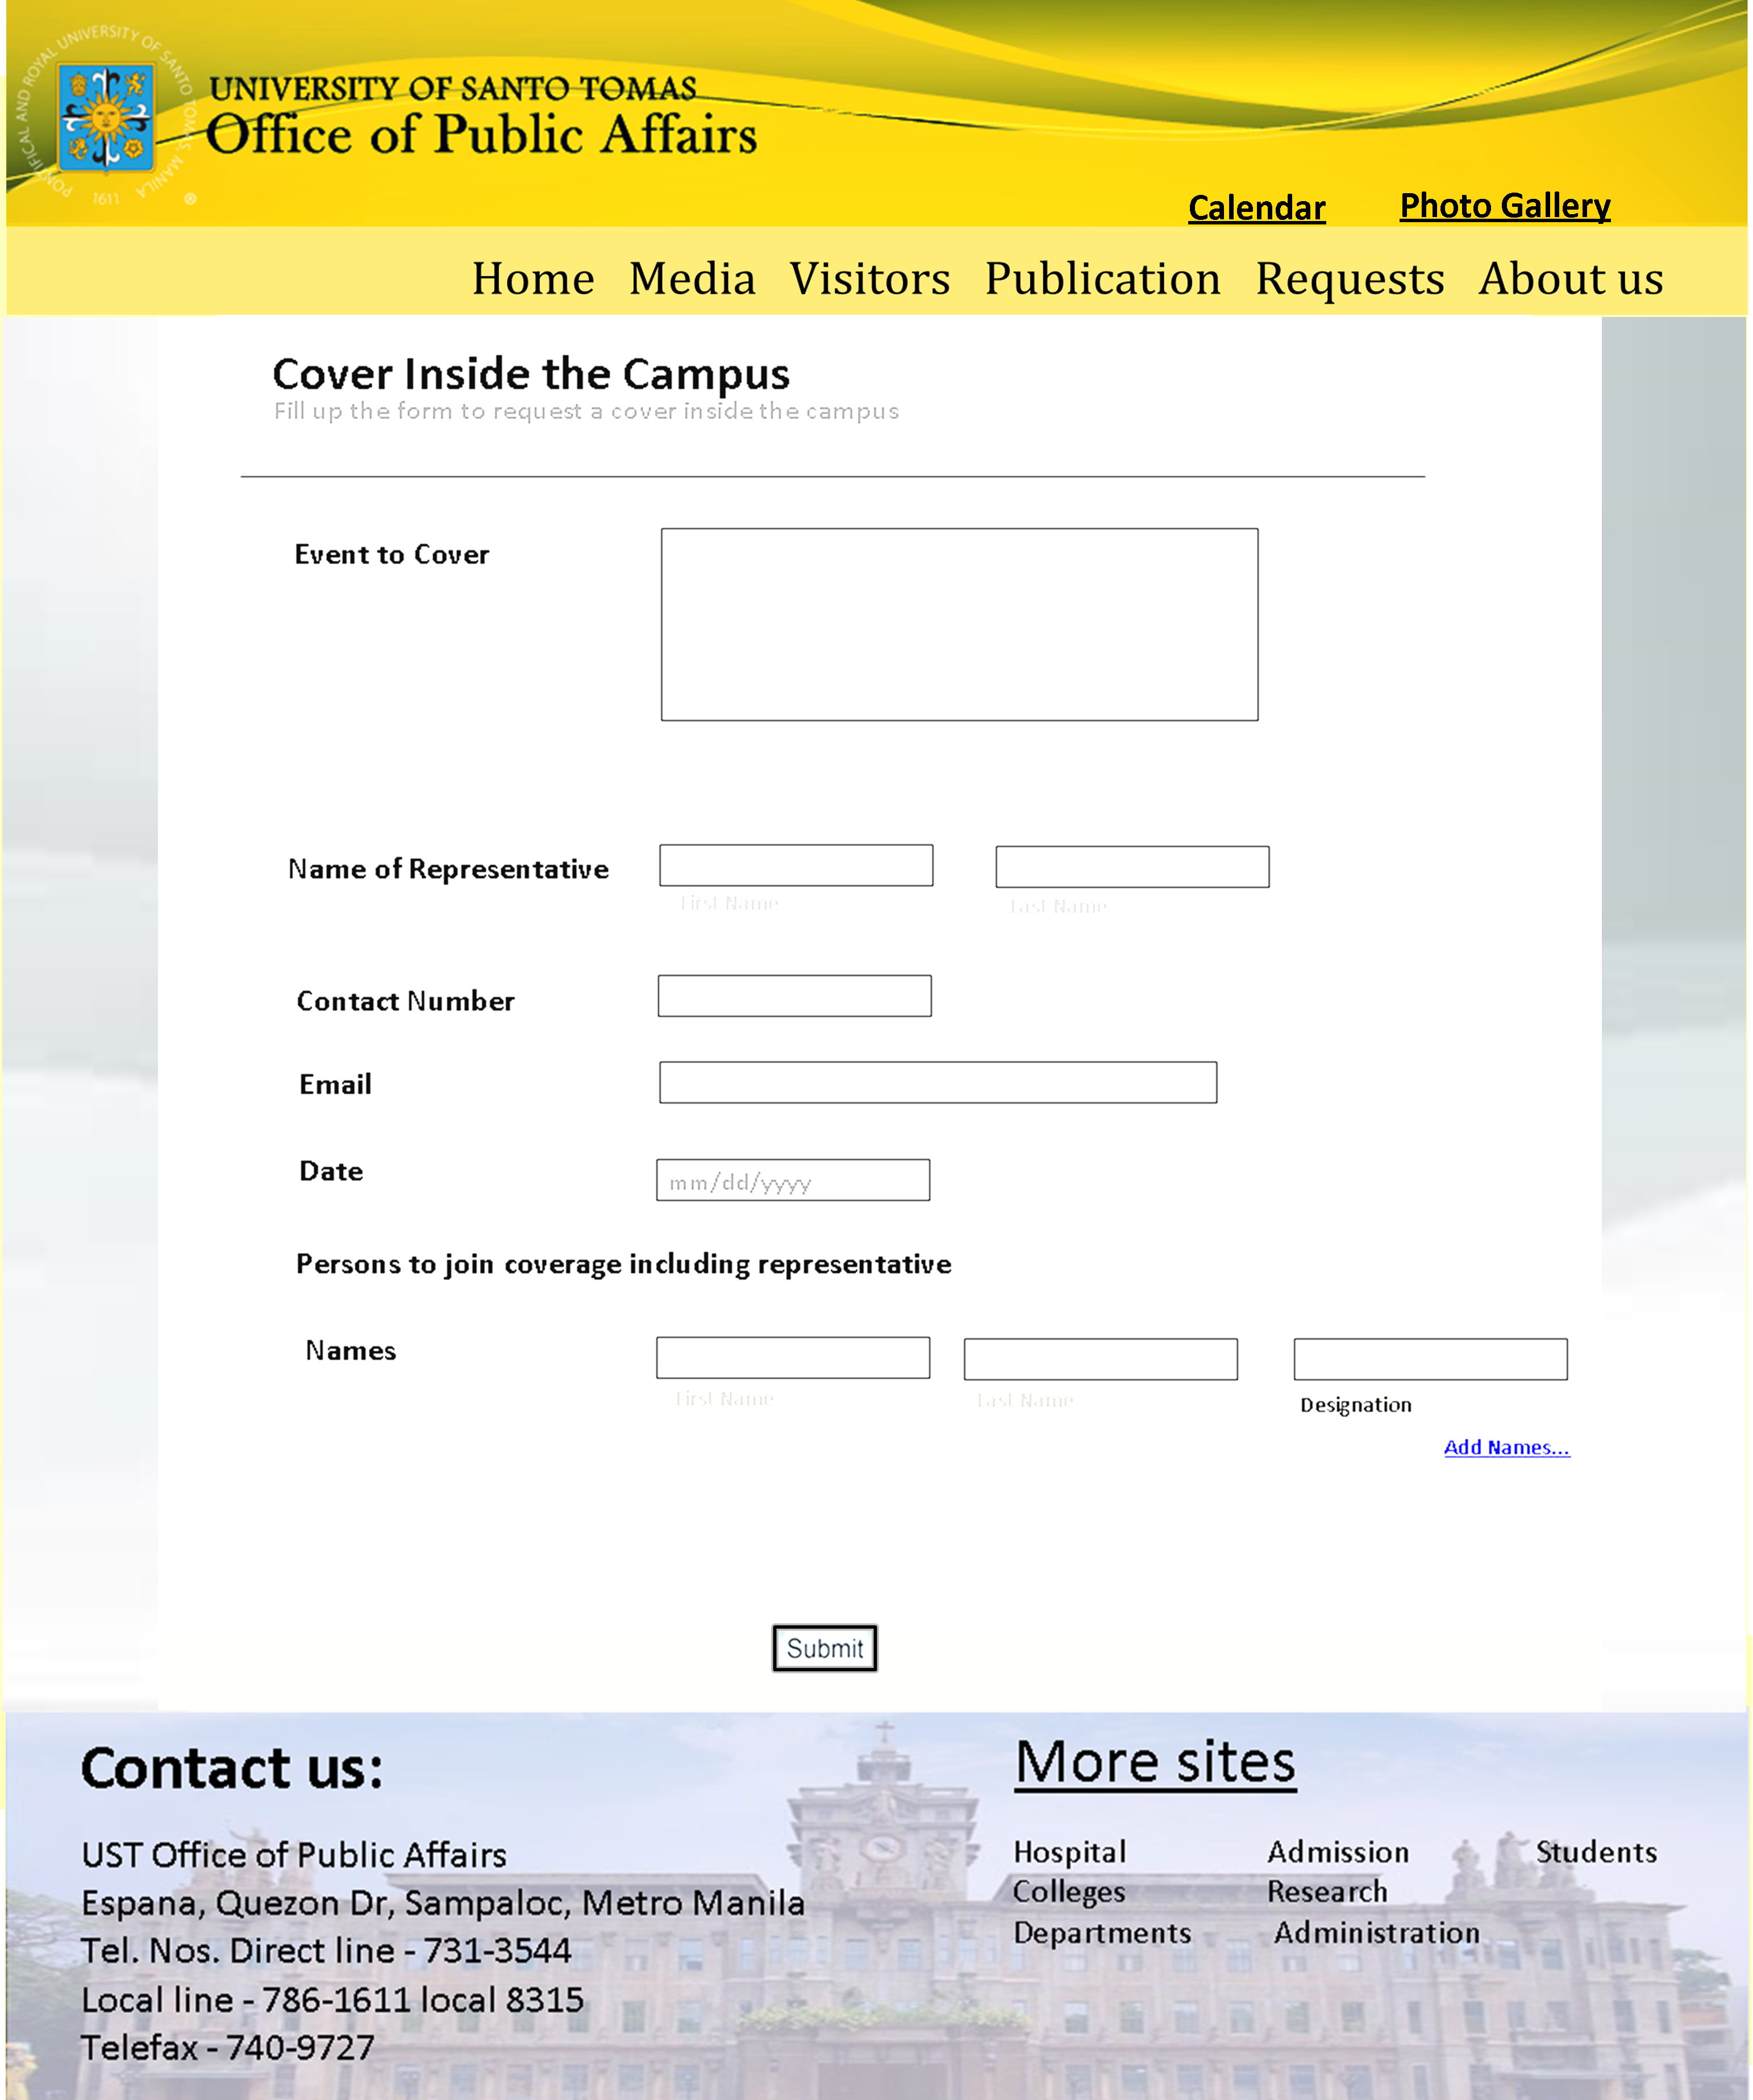 PONTIFICAL AND ROYAL UNIVERSITY OF SANTO TOMAS, MANILA
1611 ®
UNIVERSITY OF SANTO TOMAS
Office of Public Affairs
Calendar Photo Gallery
Home Media Visitors Publication Requests About us
Cover Inside the Campus
Fill up the form to request a cover inside the campus
Event to Cover
Name of Representative
First Name Last Name
Contact Number
Email
Date mm/dd/yyyy
Persons to join coverage including representative
Names
First Name Last Name Designation
Add Names...
Submit
Contact us:
UST Office of Public Affairs
Espana, Quezon Dr, Sampaloc, Metro Manila
Tel. Nos. Direct line - 731-3544
Local line - 786-1611 local 8315
Telefax - 740-9727
More sites
Hospital Admission Students
Colleges Research
Departments Administration